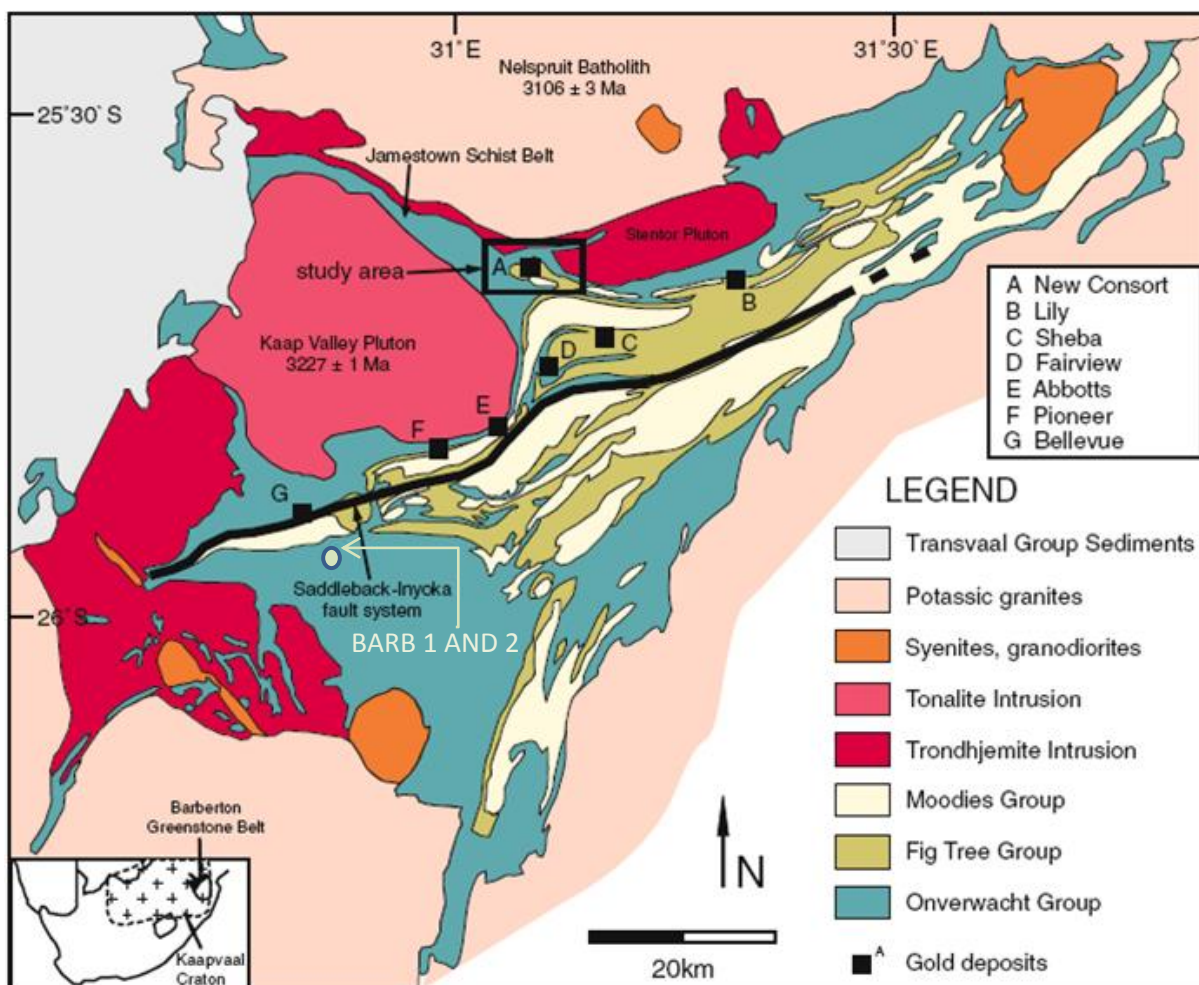 31° E
31°30` E
Nelspruit Batholith
3106 ± 3 Ma
25°30` S
Jamestown Schist Belt
Stentor Pluton
study area
A
B
Kaap Valley Pluton
3227 ± 1 Ma
C
D
E
F
G
A New Consort
B Lily
C Sheba
D Fairview
E Abbotts
F Pioneer
G Bellevue
Saddleback-Inyoka
fault system
26° S
BARB 1 AND 2
LEGEND
Transvaal Group Sediments
Potassic granites
Syenites, granodiorites
Tonalite Intrusion
Trondhjemite Intrusion
Moodies Group
Fig Tree Group
Onverwacht Group
A Gold deposits
Barberton
Greenstone Belt
Kaapvaal
Craton
N
20km